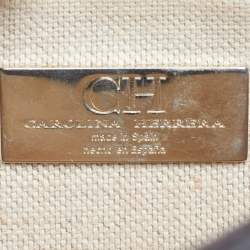 CH
CAROLINA HERRERA
made in Spain
hecho en España